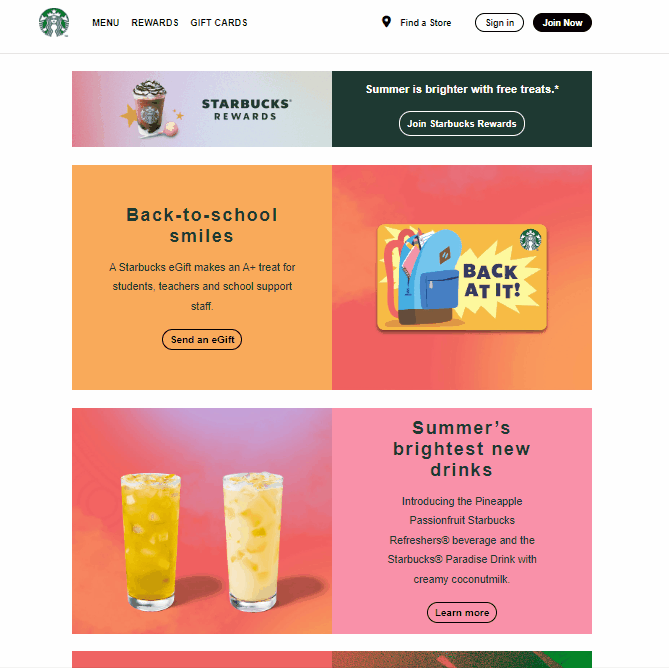 MENU REWARDS GIFT CARDS Find a Store Sign in Join Now
STARBUCKS®
REWARDS
Summer is brighter with free treats.*
Join Starbucks Rewards
Back-to-school
smiles
A Starbucks eGift makes an A+ treat for
students, teachers and school support
staff.
Send an eGift
BACK
AT IT!
Summer’s
brightest new
drinks
Introducing the Pineapple
Passionfruit Starbucks
Refreshers® beverage and the
Starbucks® Paradise Drink with
creamy coconutmilk.
Learn more